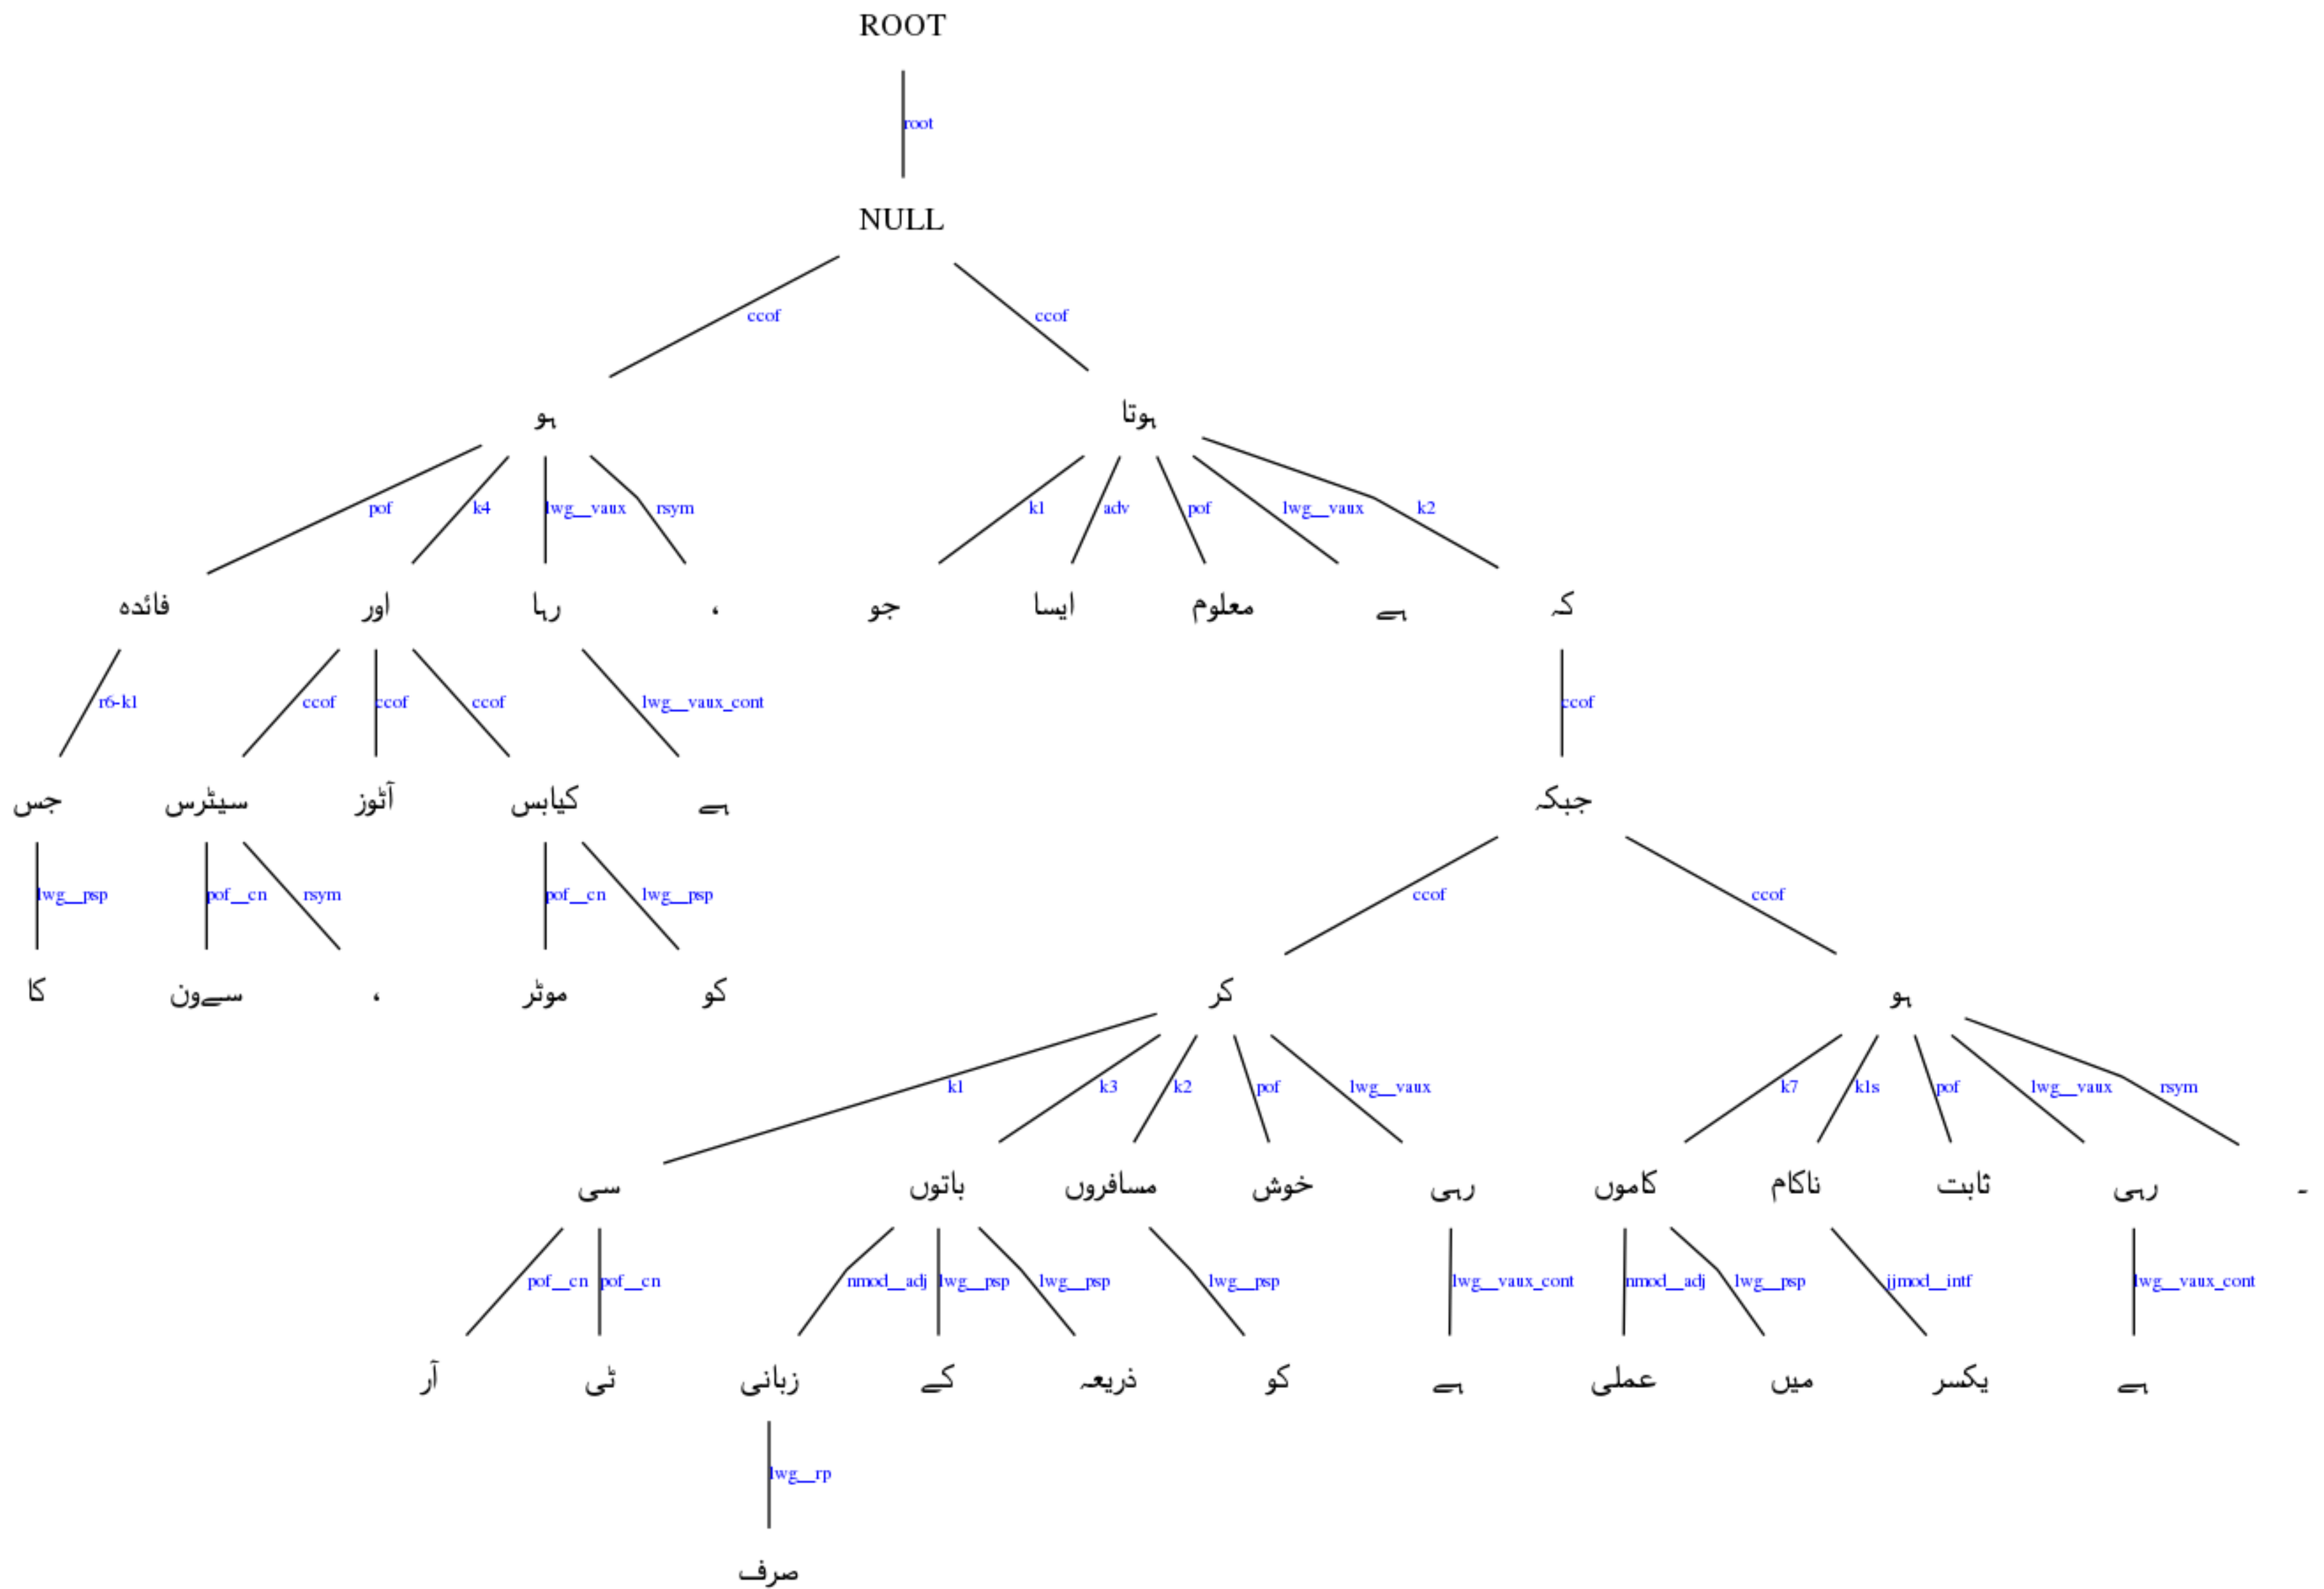 ROOT
root
NULL
ccof ccof
ہو ہوتا
pof k4 lwg__vaux rsym k1 adv pof lwg__vaux k2
فائدہ اور رہا ، جو ایسا معلوم ہے کہ
r6-k1 ccof ccof ccof lwg__vaux_cont ccof
جس سیٹرس آٹوز کیابس ہے جبکہ
lwg__psp pof__cn rsym pof__cn lwg__psp ccof ccof
کا سےون ، موٹر کو کر ہو
k1 k3 k2 pof lwg__vaux k7 k1s pof lwg__vaux rsym
سی باتوں مسافروں خوش رہی کاموں ناکام ثابت رہی ۔
pof__cn pof__cn nmod__adj lwg__psp lwg__psp lwg__psp lwg__vaux_cont nmod__adj lwg__psp jjmod__intf lwg__vaux_cont
آر ٹی زبانی کے ذریعہ کو ہے عملی میں یکسر ہے
lwg__rp
صرف